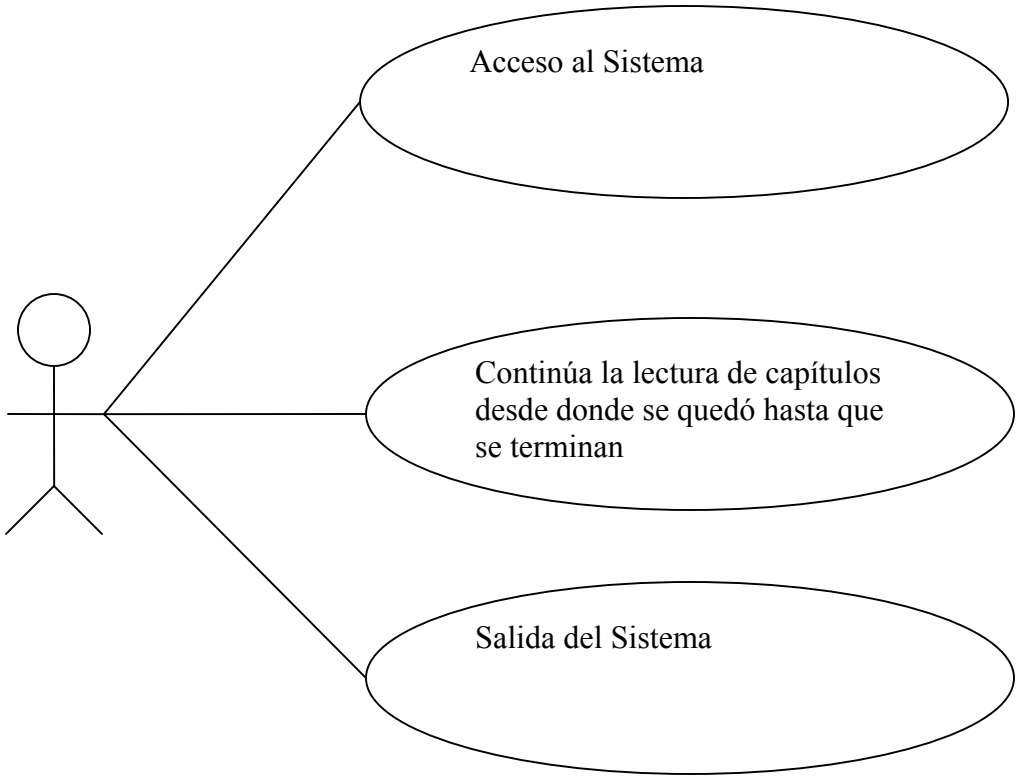 Acceso al Sistema
Continúa la lectura de capítulos
desde donde se quedó hasta que
se terminan
Salida del Sistema